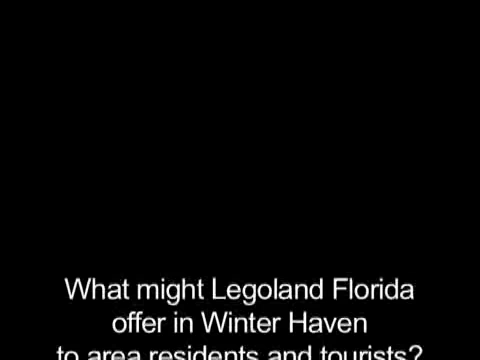 What might Legoland Florida
offer in Winter Haven
to area residents and tourists?